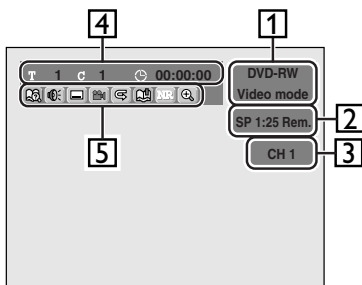 4
1
T 1 C 1 00:00:00
DVD-RW
Video mode
NR
SP 1:25 Rem.
2
5
CH 1
3